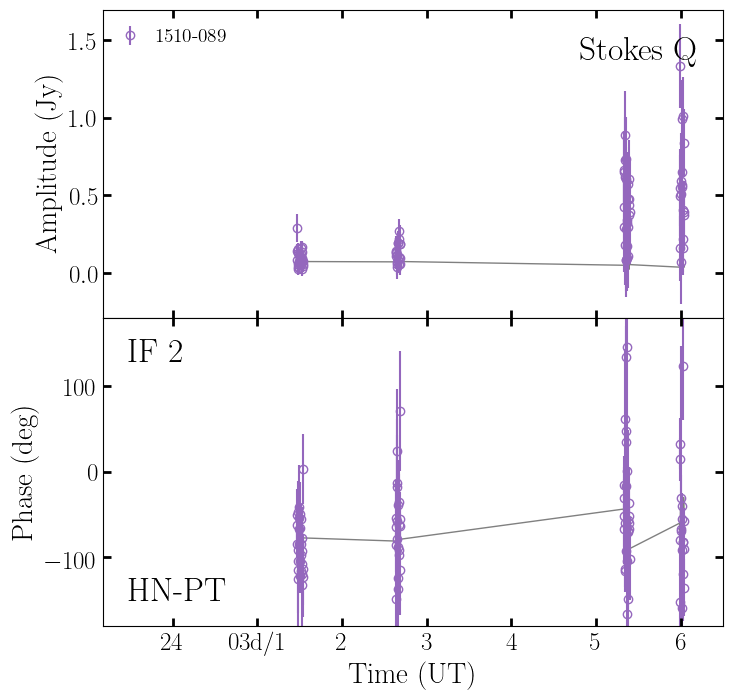 1510-089
Stokes Q
1.5
1.0
0.5
0.0
Amplitude (Jy)
IF 2
100
0
−100
Phase (deg)
HN-PT
24 03d/1 2 3 4 5 6
Time (UT)